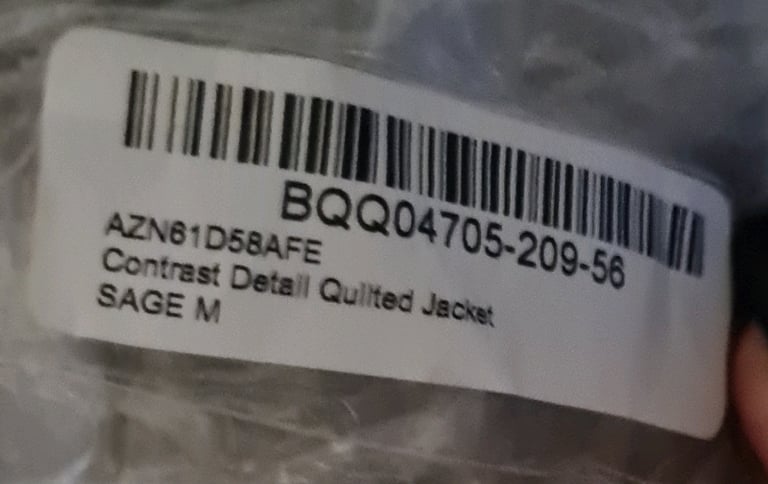 BQQ04705-209-56
AZN61D58AFE
Contrast Detail Quilted Jacket
SAGE M